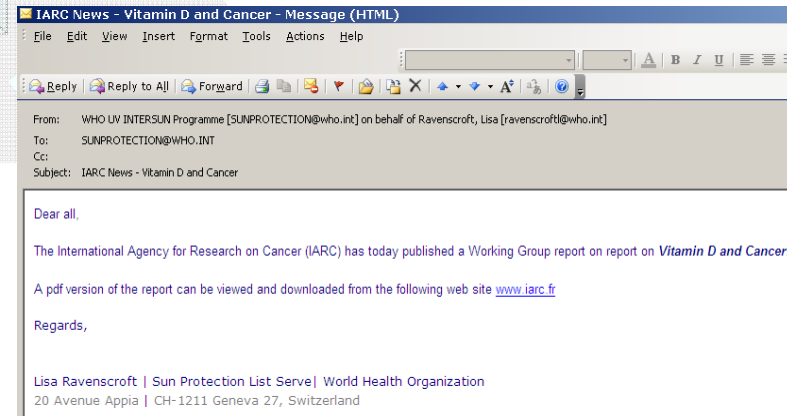 IARC News - Vitamin D and Cancer - Message (HTML)
File Edit View Insert Format Tools Actions Help
A B I U
Reply Reply to All Forward
From: WHO UV INTERSUN Programme [SUNPROTECTION@who.int] on behalf of Ravenscroft, Lisa [ravenscroftl@who.int]
To: SUNPROTECTION@WHO.INT
Cc:
Subject: IARC News - Vitamin D and Cancer
Dear all,
The International Agency for Research on Cancer (IARC) has today published a Working Group report on report on Vitamin D and Cancer
A pdf version of the report can be viewed and downloaded from the following web site www.iarc.fr
Regards,
Lisa Ravenscroft | Sun Protection List Serve| World Health Organization
20 Avenue Appia | CH-1211 Geneva 27, Switzerland